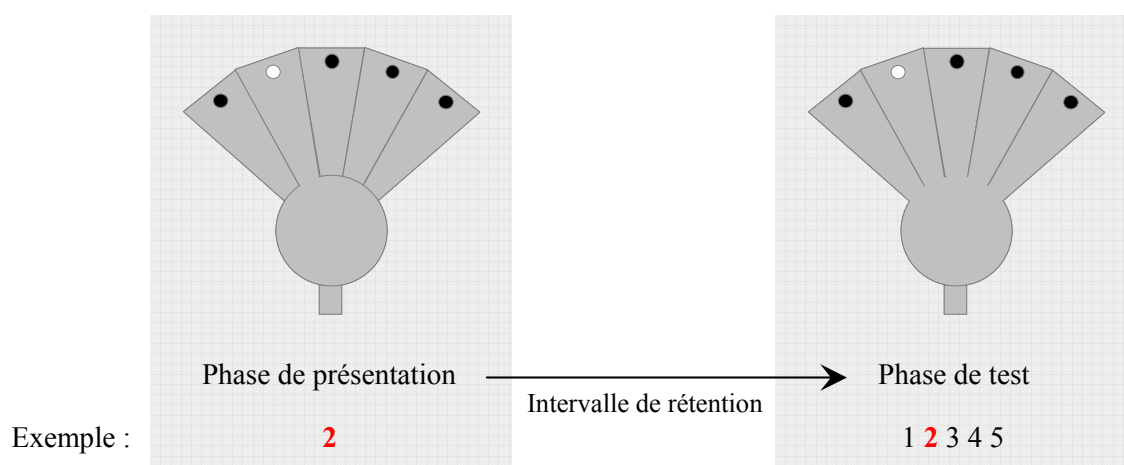 Phase de présentation
Intervalle de rétention
Phase de test
Exemple :
2
1 2 3 4 5